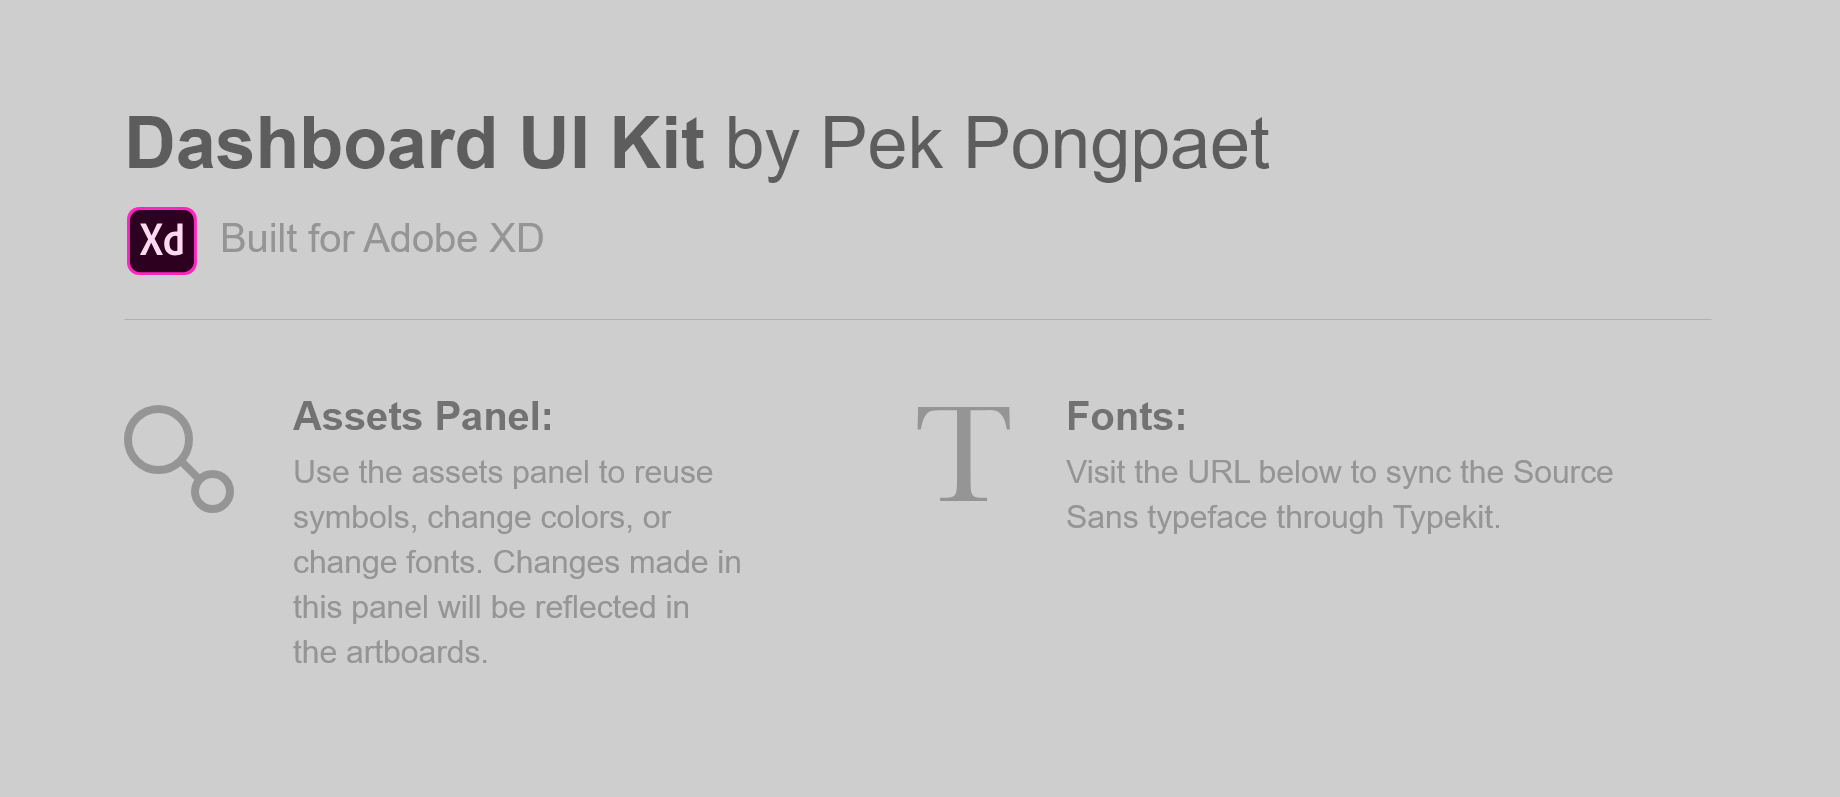 Dashboard UI Kit by Pek Pongpaet
Xd Built for Adobe XD
Assets Panel:
Use the assets panel to reuse
symbols, change colors, or
change fonts. Changes made in
this panel will be reflected in
the artboards.
T
Fonts:
Visit the URL below to sync the Source
Sans typeface through Typekit.